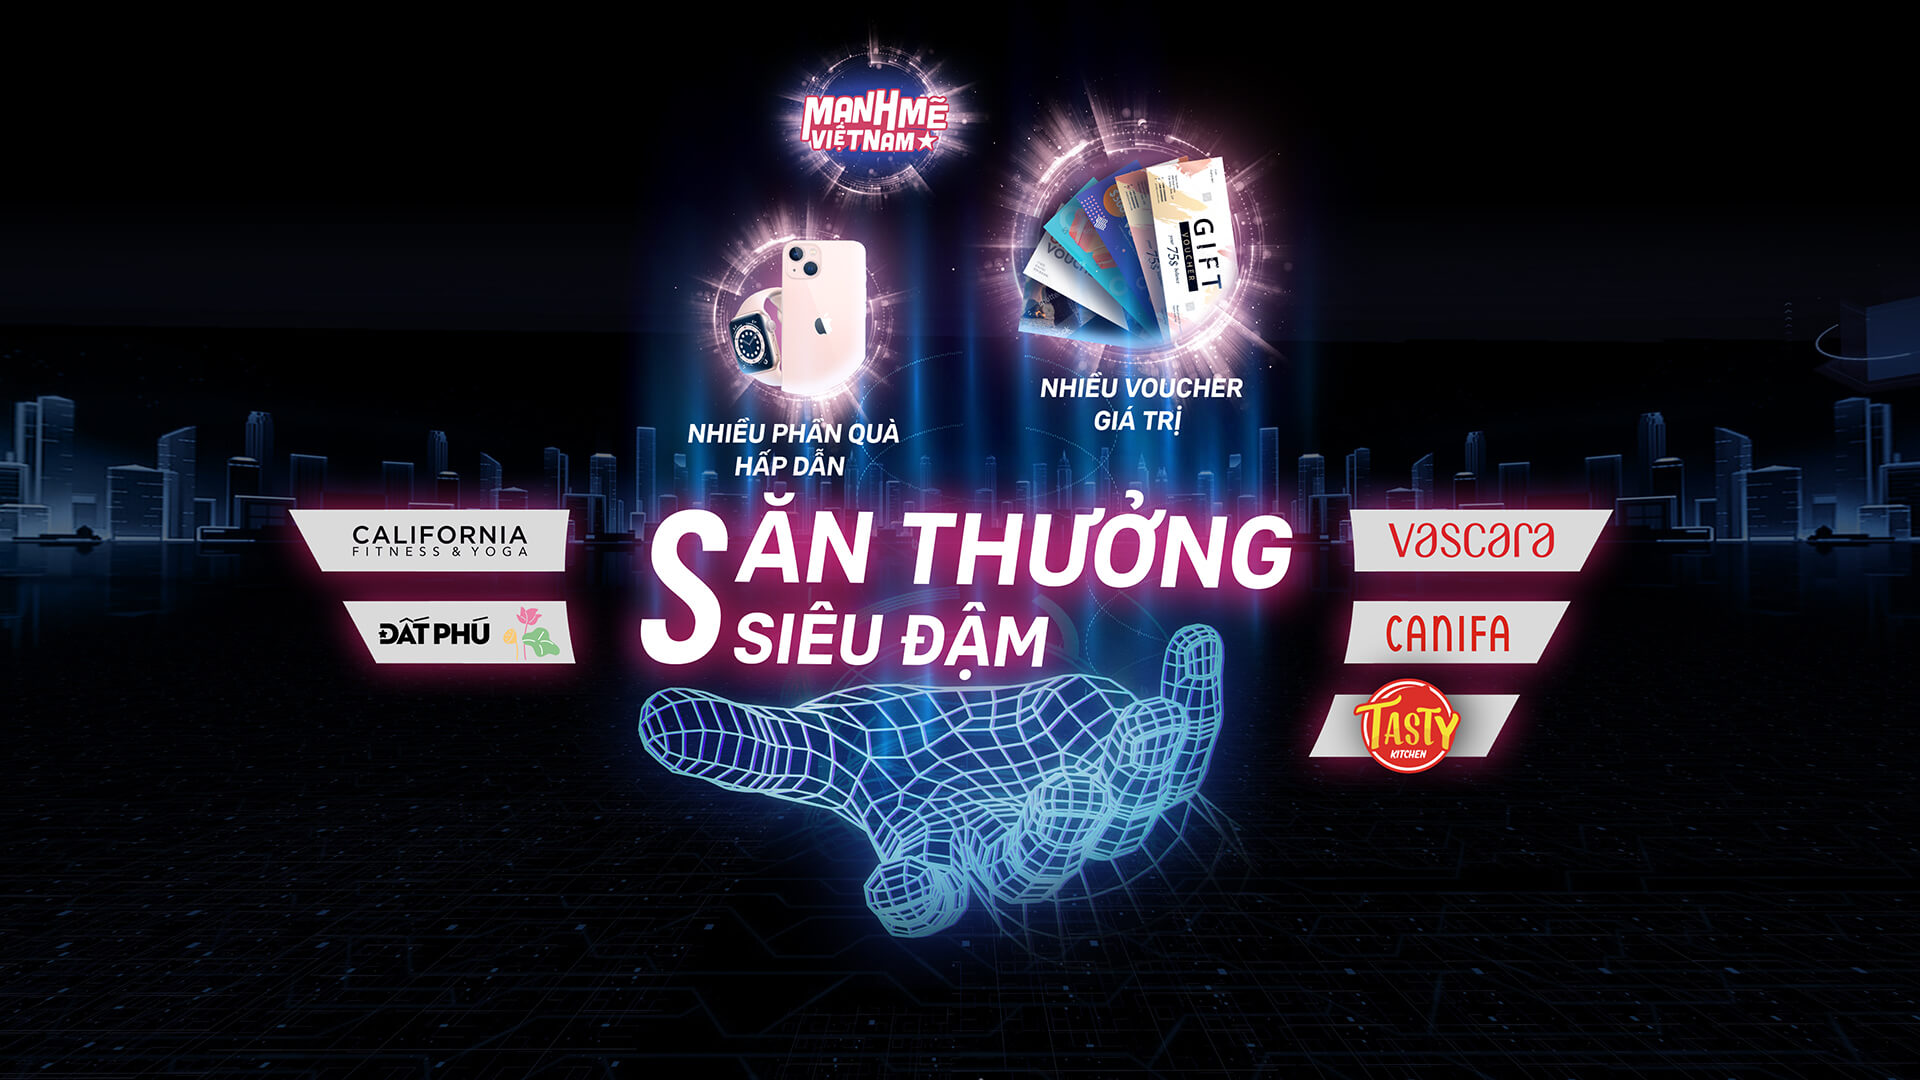 MẠNH MẼ
VIỆT NAM
GIFT
VOUCHER
75$
NHIỀU VOUCHER
GIÁ TRỊ
NHIỀU PHẦN QUÀ
HẤP DẪN
SĂN THƯỞNG
SIÊU ĐẬM
CALIFORNIA
FITNESS & YOGA
ĐẤT PHÚ
vascara
CANIFA
TASTY
KITCHEN